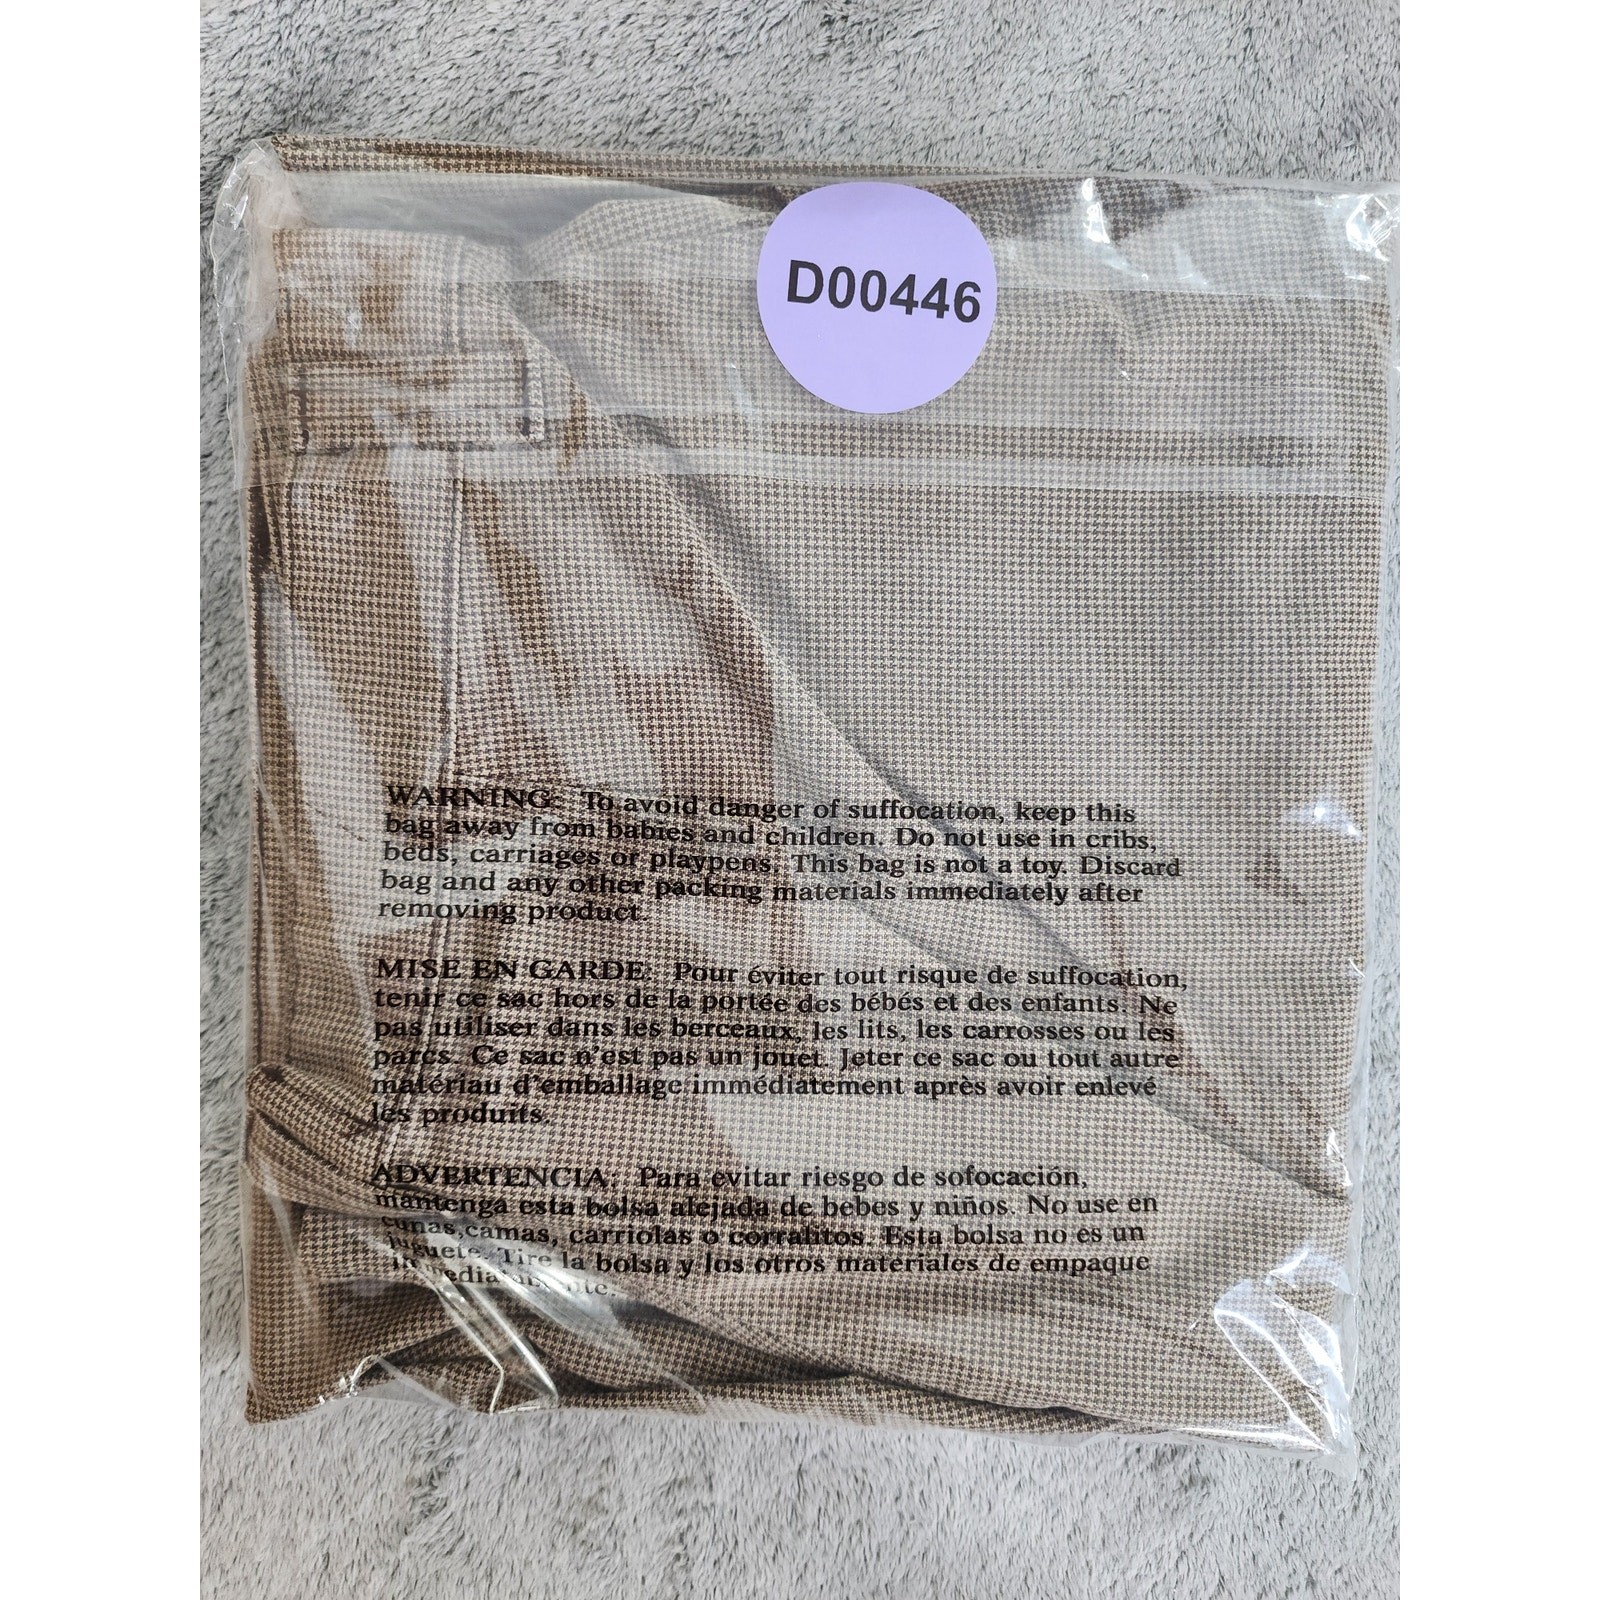 D00446
WARNING: To avoid danger of suffocation, keep this
bag away from babies and children. Do not use in cribs,
beds, carriages or playpens. This bag is not a toy. Discard
bag and any other packing materials immediately after
removing product.
MISE EN GARDE: Pour éviter tout risque de suffocation,
tenir ce sac hors de la portée des bébés et des enfants. Ne
pas utiliser dans les berceaux, les lits, les carrosses ou les
parcs. Ce sac n'est pas un jouet. Jeter ce sac ou tout autre
matériau d'emballage immédiatement après avoir enlevé
les produits.
ADVERTENCIA: Para evitar riesgo de sofocación,
mantenga esta bolsa alejada de bebes y niños. No use en
cunas,camas, carriolas o corralitos. Esta bolsa no es un
juguete. Tire la bolsa y los otros materiales de empaque